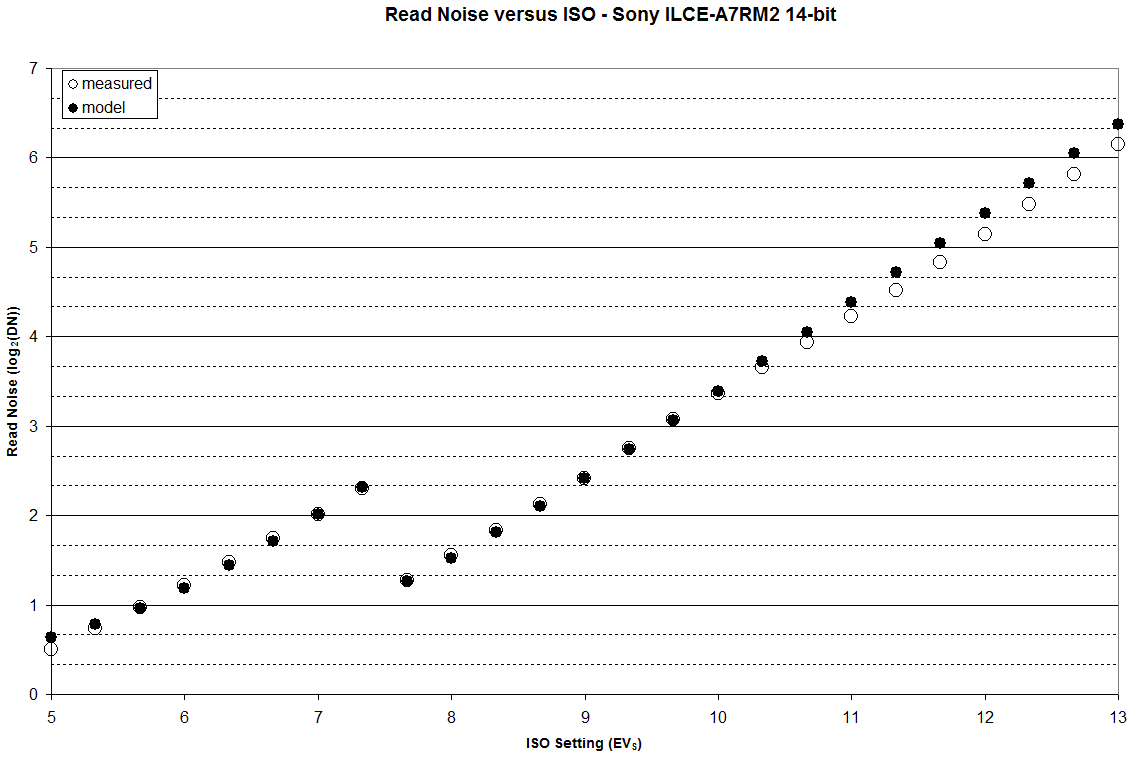 Read Noise versus ISO - Sony ILCE-A7RM2 14-bit
measured
model
Read Noise (log₂(DN))
7
6
5
4
3
2
1
0
5 6 7 8 9 10 11 12 13
ISO Setting (EVₛ)